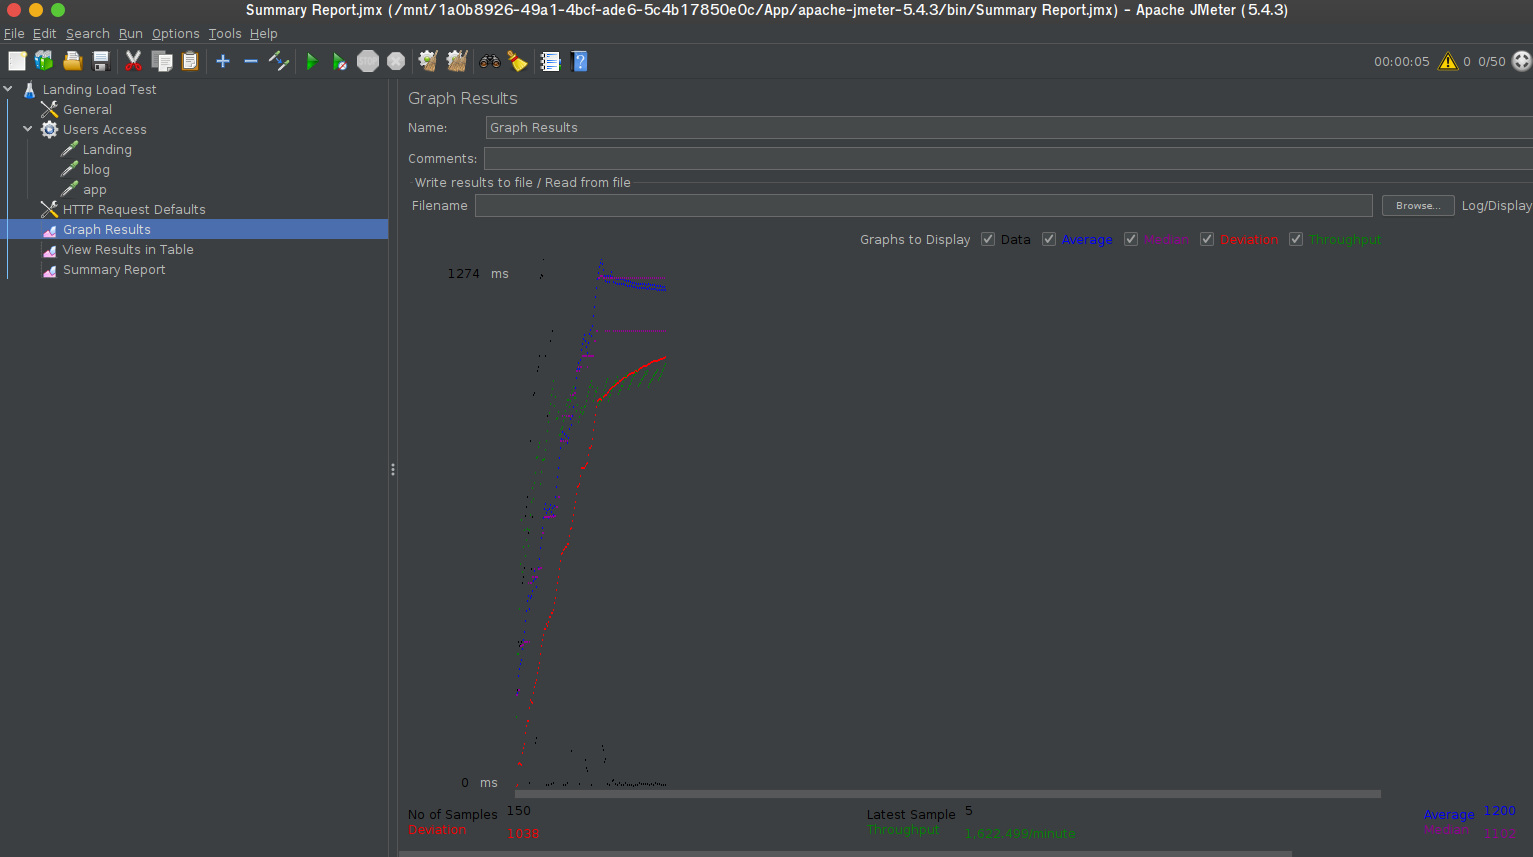 Summary Report.jmx (/mnt/1a0b8926-49a1-4bcf-ade6-5c4b17850e0c/App/apache-jmeter-5.4.3/bin/Summary Report.jmx) - Apache JMeter (5.4.3)
File Edit Search Run Options Tools Help
STOP 00:00:05 0 0/50
Landing Load Test
General
Users Access
Landing
blog
app
HTTP Request Defaults
Graph Results
View Results in Table
Summary Report
Graph Results
Name: Graph Results
Comments:
Write results to file / Read from file
Filename Browse... Log/Display
Graphs to Display Data Average Median Deviation Throughput
1274 ms
0 ms
No of Samples 150 Latest Sample 5 Average 1200
Deviation 1038 Throughput 1,622.499/minute Median